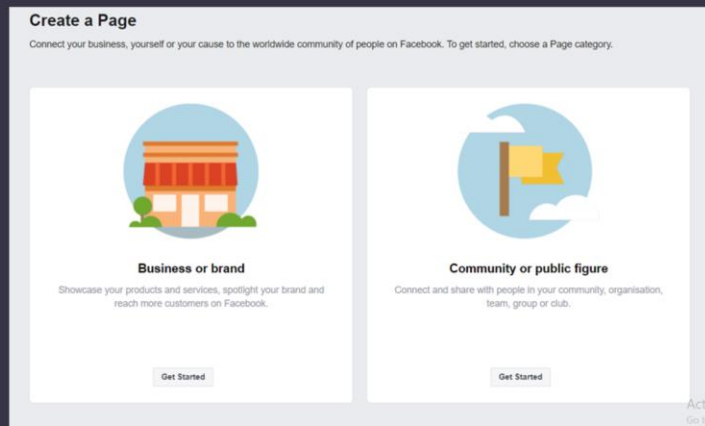 Create a Page
Connect your business, yourself or your cause to the worldwide community of people on Facebook. To get started, choose a Page category.
Business or brand
Showcase your products and services, spotlight your brand and
reach more customers on Facebook.
Get Started
Community or public figure
Connect and share with people in your community, organisation,
team, group or club.
Get Started
Act
Go t